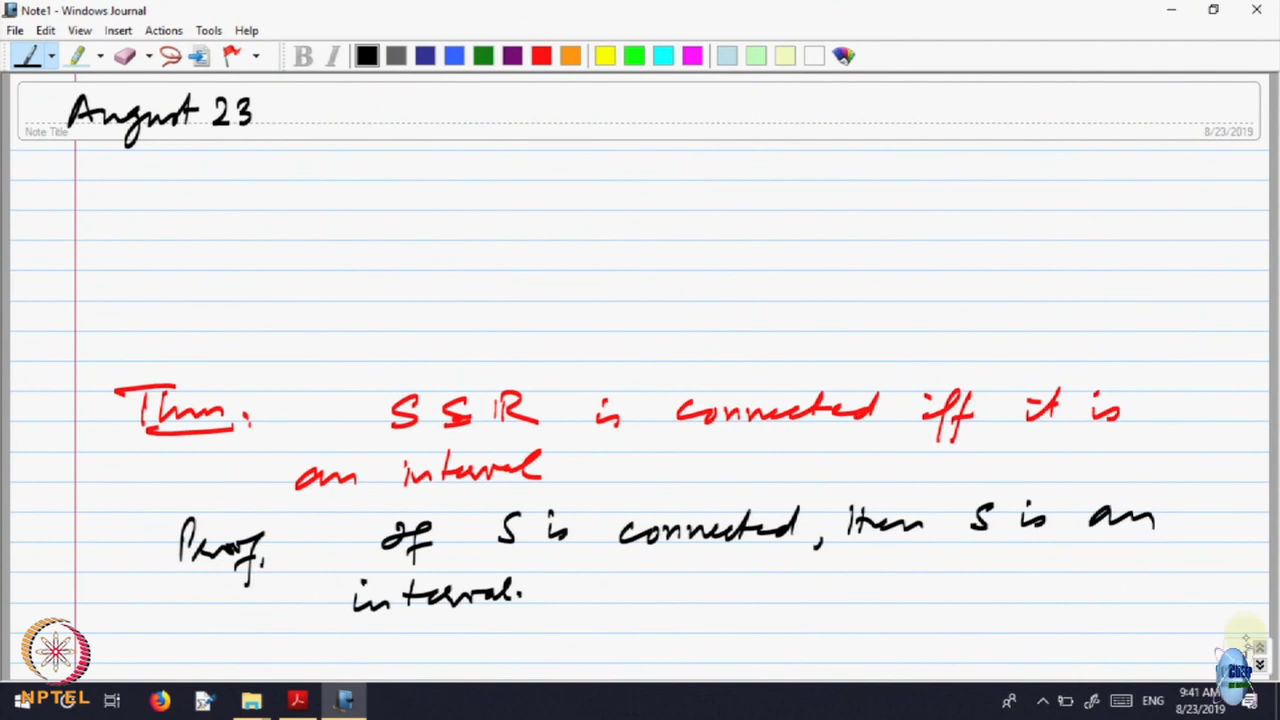 Note1 - Windows Journal
File Edit View Insert Actions Tools Help
B I
August 23
Note Title
8/23/2019
Thm. S ⊆ ℝ is connected iff it is
an interval
Proof. If S is connected, then S is an
interval.
NPTEL
ENG
9:41 AM
8/23/2019